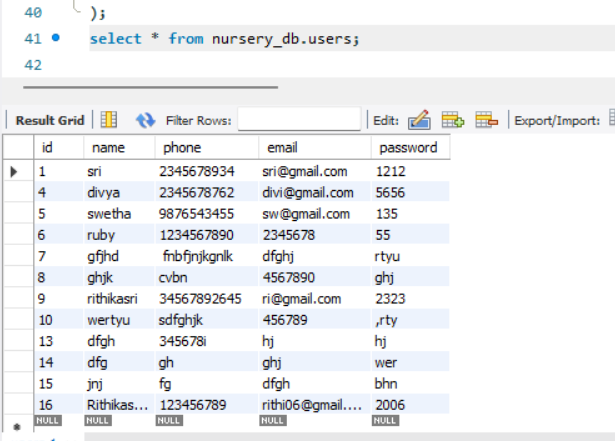 40 );
41 select * from nursery_db.users;
42
Result Grid Filter Rows: Edit: Export/Import:
id name phone email password
1 sri 2345678934 sri@gmail.com 1212
4 divya 2345678762 divi@gmail.com 5656
5 swetha 9876543455 sw@gmail.com 135
6 ruby 1234567890 2345678 55
7 gfjhd fnbfjnjkgnlk dfghj rtyu
8 ghjk cvbn 4567890 ghj
9 rithikasri 34567892645 ri@gmail.com 2323
10 wertyu sdfghjk 456789 ,rty
13 dfgh 345678i hj hj
14 dfg gh ghj wer
15 jnj fg dfgh bhn
16 Rithikas... 123456789 rithi06@gmail.... 2006
NULL NULL NULL NULL NULL